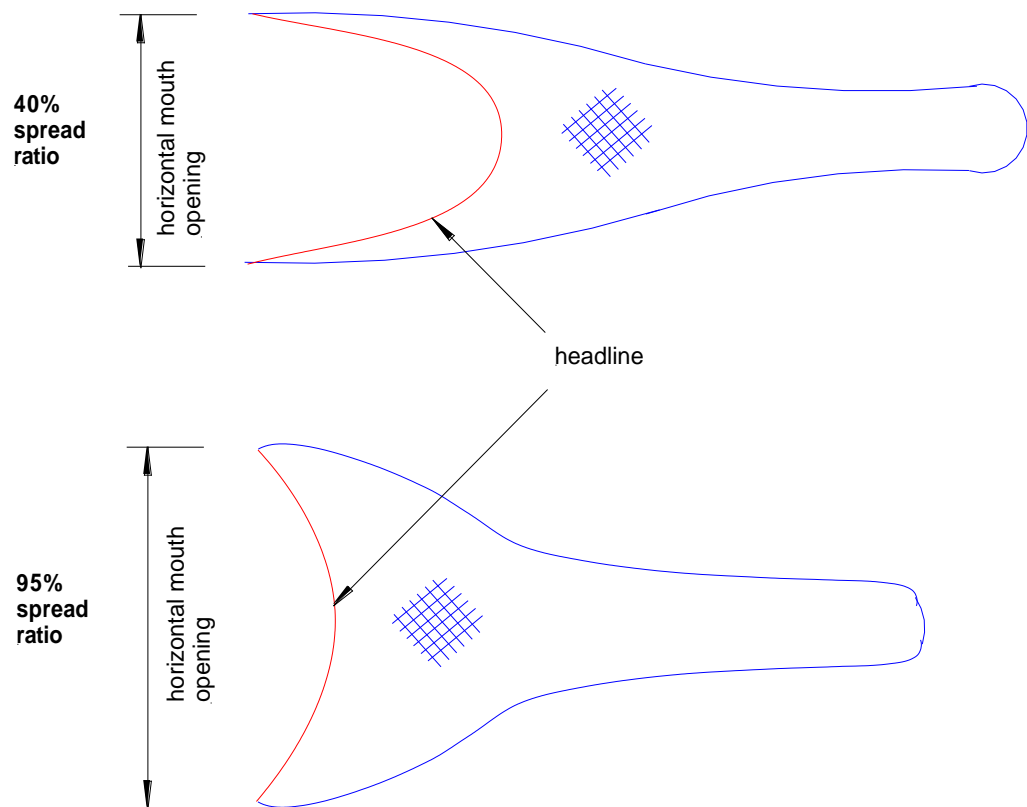 40%
spread
ratio
horizontal mouth
opening
headline
95%
spread
ratio
horizontal mouth
opening